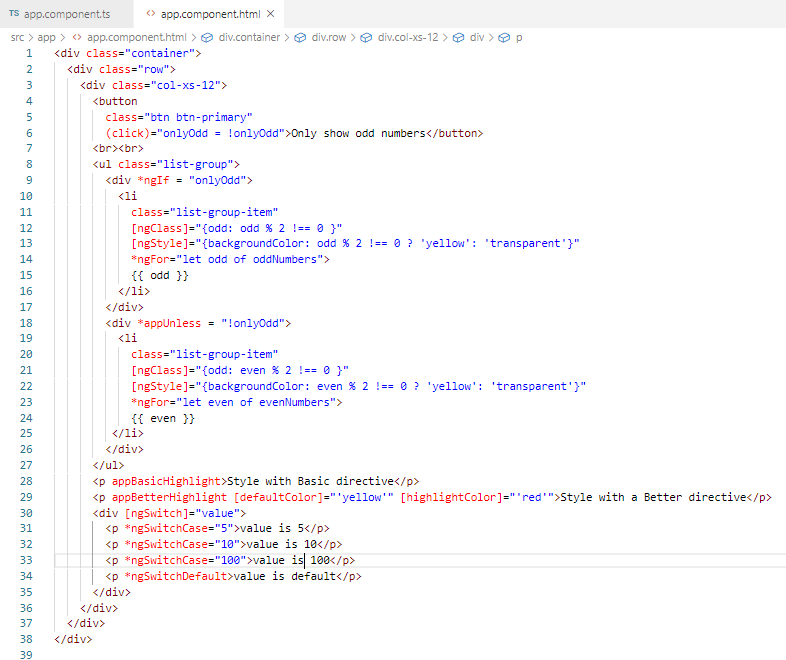 TS app.component.ts <> app.component.html ×
src > app > <> app.component.html > div.container > div.row > div.col-xs-12 > div > p
1 <div class="container">
2 <div class="row">
3 <div class="col-xs-12">
4 <button
5 class="btn btn-primary"
6 (click)="onlyOdd = !onlyOdd">Only show odd numbers</button>
7 <br><br>
8 <ul class="list-group">
9 <div *ngIf = "onlyOdd">
10 <li
11 class="list-group-item"
12 [ngClass]="{odd: odd % 2 !== 0 }"
13 [ngStyle]="{backgroundColor: odd % 2 !== 0 ? 'yellow': 'transparent'}"
14 *ngFor="let odd of oddNumbers">
15 {{ odd }}
16 </li>
17 </div>
18 <div *appUnless = "!onlyOdd">
19 <li
20 class="list-group-item"
21 [ngClass]="{odd: even % 2 !== 0 }"
22 [ngStyle]="{backgroundColor: even % 2 !== 0 ? 'yellow': 'transparent'}"
23 *ngFor="let even of evenNumbers">
24 {{ even }}
25 </li>
26 </div>
27 </ul>
28 <p appBasicHighlight>Style with Basic directive</p>
29 <p appBetterHighlight [defaultColor]="'yellow'" [highlightColor]="'red'">Style with a Better directive</p>
30 <div [ngSwitch]="value">
31 <p *ngSwitchCase="5">value is 5</p>
32 <p *ngSwitchCase="10">value is 10</p>
33 <p *ngSwitchCase="100">value is 100</p>
34 <p *ngSwitchDefault>value is default</p>
35 </div>
36 </div>
37 </div>
38 </div>
39